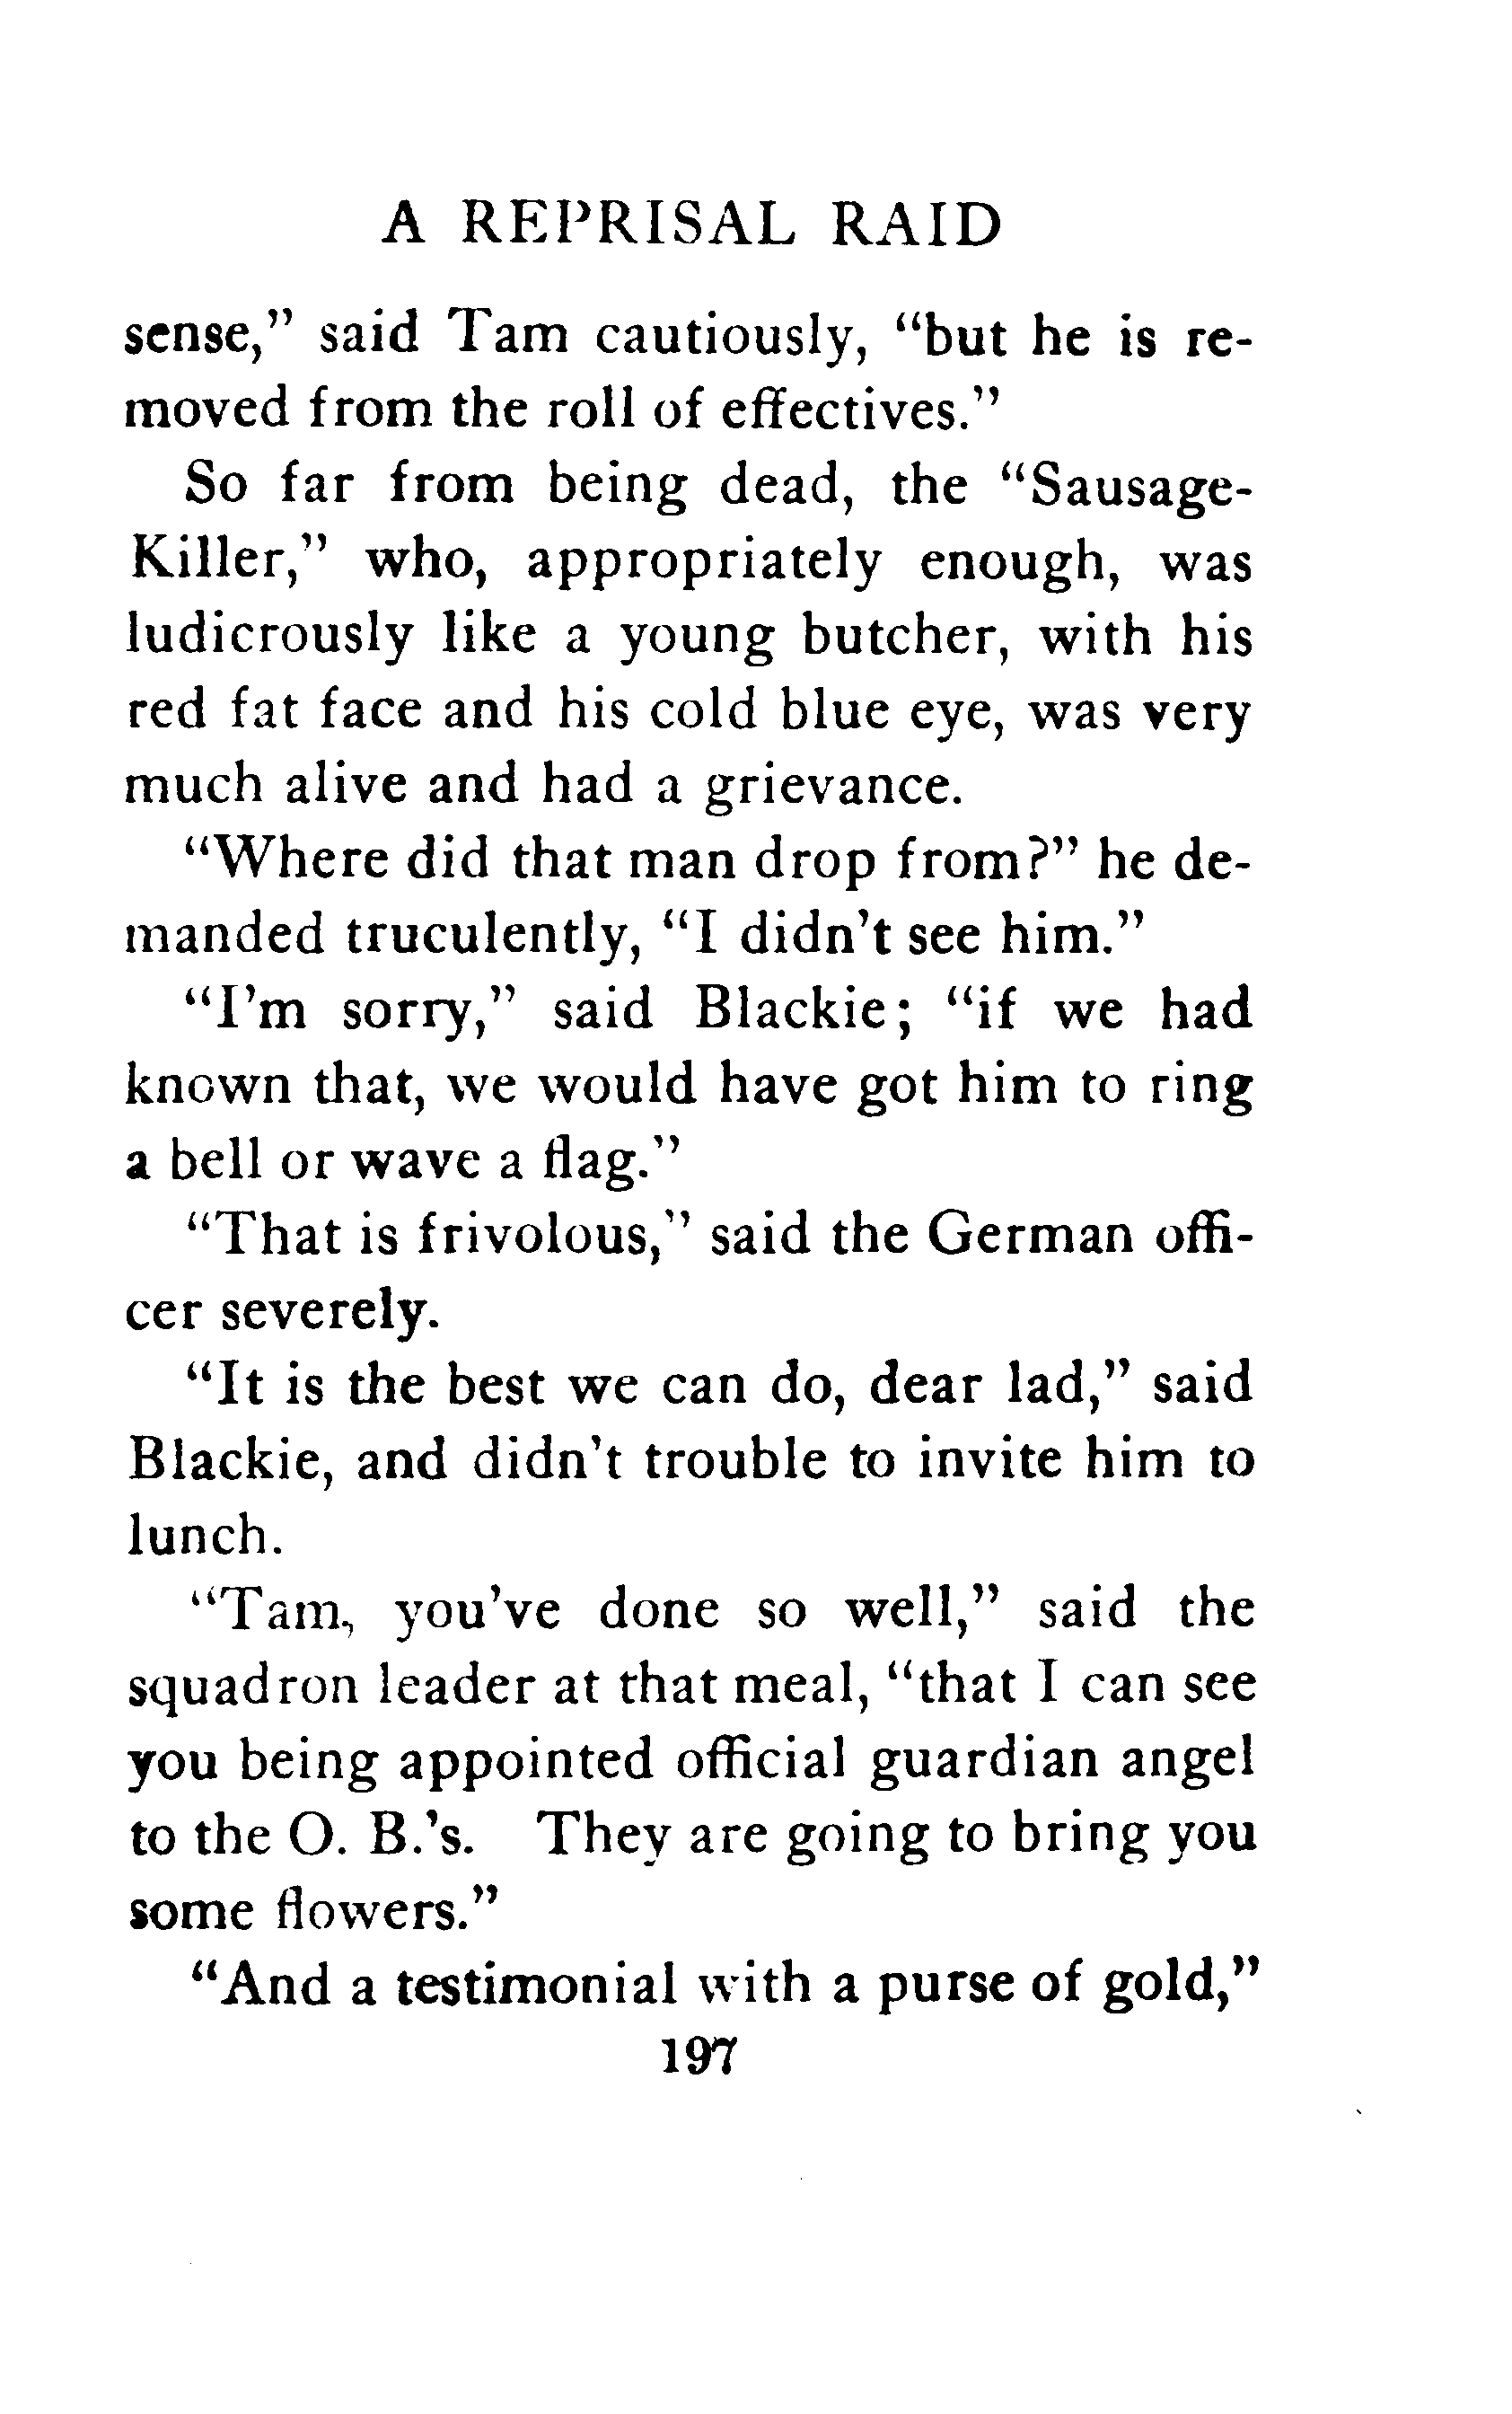 A REPRISAL RAID
sense," said Tam cautiously, "but he is re-
moved from the roll of effectives."
So far from being dead, the "Sausage-
Killer," who, appropriately enough, was
ludicrously like a young butcher, with his
red fat face and his cold blue eye, was very
much alive and had a grievance.
"Where did that man drop from?" he de-
manded truculently, "I didn't see him."
"I'm sorry," said Blackie; "if we had
known that, we would have got him to ring
a bell or wave a flag."
"That is frivolous," said the German offi-
cer severely.
"It is the best we can do, dear lad," said
Blackie, and didn't trouble to invite him to
lunch.
"Tam, you've done so well," said the
squadron leader at that meal, "that I can see
you being appointed official guardian angel
to the O. B.'s. They are going to bring you
some flowers."
"And a testimonial with a purse of gold,"
197